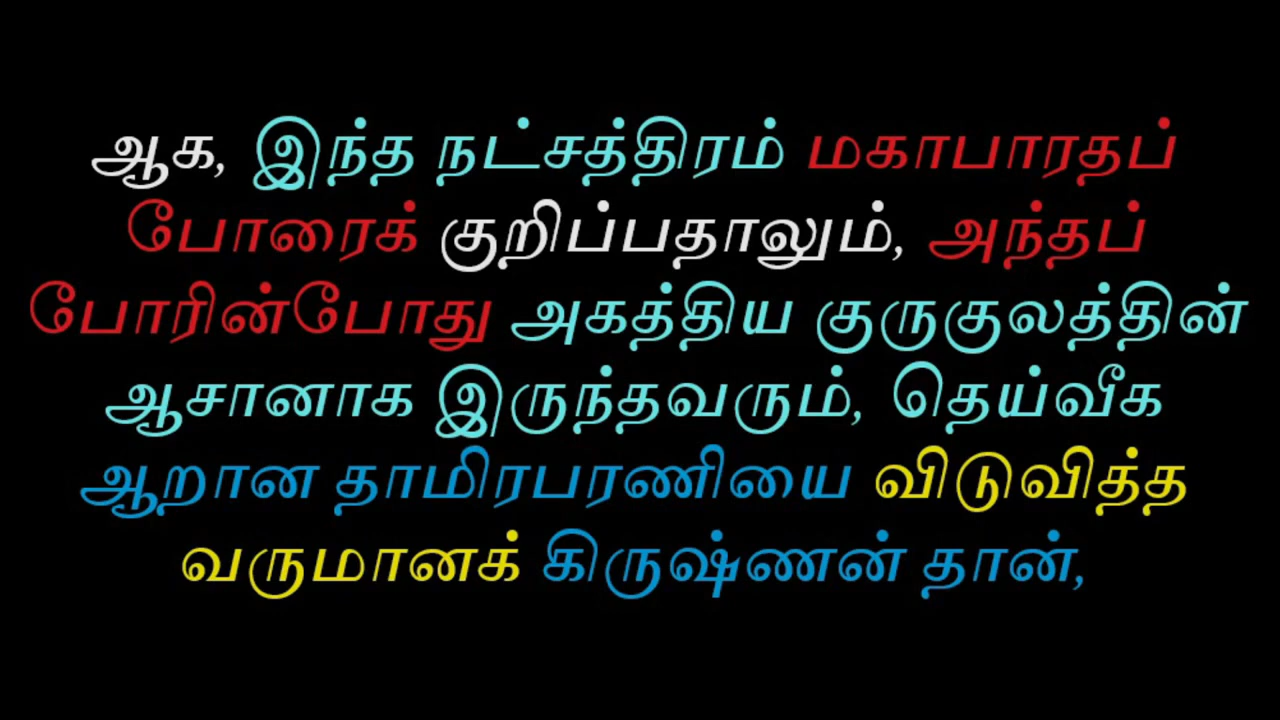 ஆக, இந்த நட்சத்திரம் மகாபாரதப்
போரைக் குறிப்பதாலும், அந்தப்
போரின்போது அகத்திய குருகுலத்தின்
ஆசானாக இருந்தவரும், தெய்வீக
ஆறான தாமிரபரணியை விடுவித்த
வருமானக் கிருஷ்ணன் தான்,